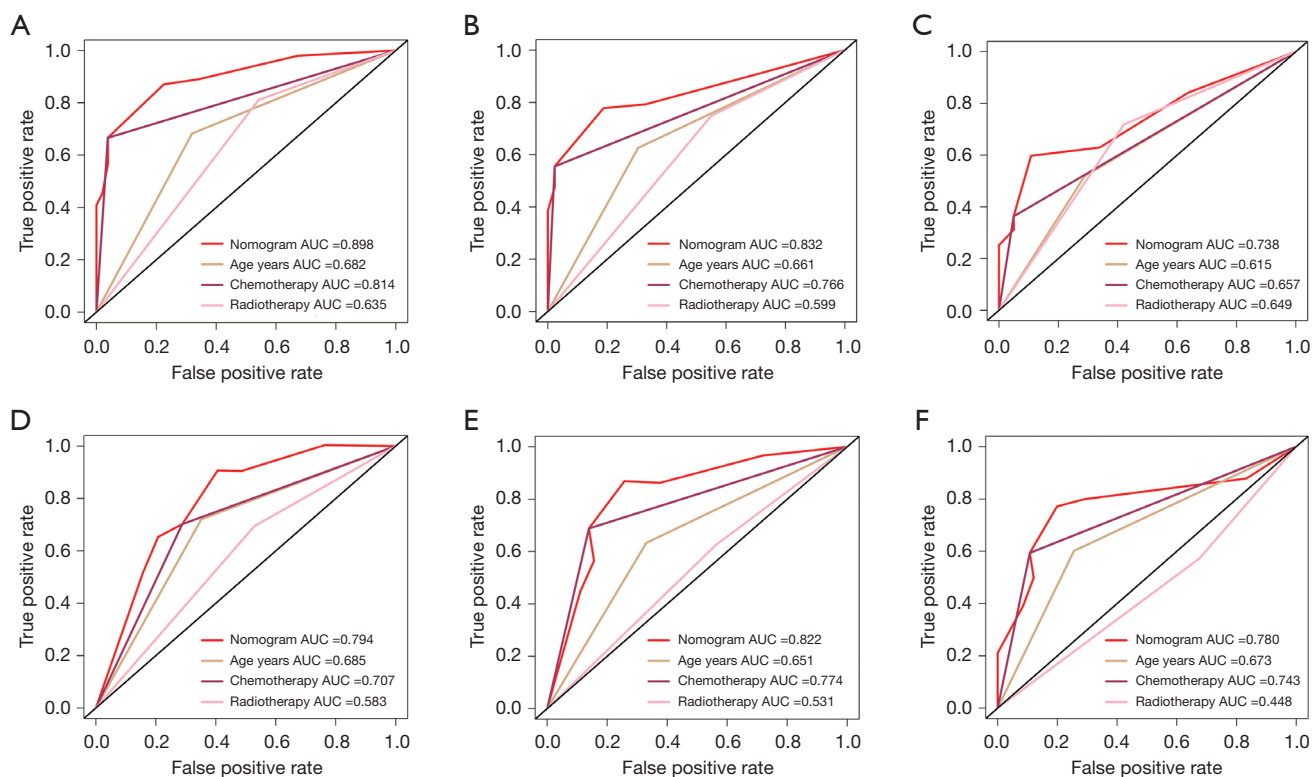 A
True positive rate
1.0
0.8
0.6
0.4
0.2
0.0
Nomogram AUC =0.898
Age years AUC =0.682
Chemotherapy AUC =0.814
Radiotherapy AUC =0.635
0.0 0.2 0.4 0.6 0.8 1.0
False positive rate
B
True positive rate
1.0
0.8
0.6
0.4
0.2
0.0
Nomogram AUC =0.832
Age years AUC =0.661
Chemotherapy AUC =0.766
Radiotherapy AUC =0.599
0.0 0.2 0.4 0.6 0.8 1.0
False positive rate
C
True positive rate
1.0
0.8
0.6
0.4
0.2
0.0
Nomogram AUC =0.738
Age years AUC =0.615
Chemotherapy AUC =0.657
Radiotherapy AUC =0.649
0.0 0.2 0.4 0.6 0.8 1.0
False positive rate
D
True positive rate
1.0
0.8
0.6
0.4
0.2
0.0
Nomogram AUC =0.794
Age years AUC =0.685
Chemotherapy AUC =0.707
Radiotherapy AUC =0.583
0.0 0.2 0.4 0.6 0.8 1.0
False positive rate
E
True positive rate
1.0
0.8
0.6
0.4
0.2
0.0
Nomogram AUC =0.822
Age years AUC =0.651
Chemotherapy AUC =0.774
Radiotherapy AUC =0.531
0.0 0.2 0.4 0.6 0.8 1.0
False positive rate
F
True positive rate
1.0
0.8
0.6
0.4
0.2
0.0
Nomogram AUC =0.780
Age years AUC =0.673
Chemotherapy AUC =0.743
Radiotherapy AUC =0.448
0.0 0.2 0.4 0.6 0.8 1.0
False positive rate